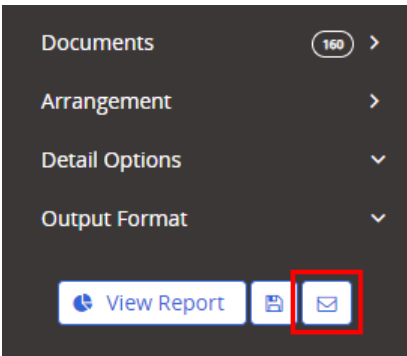 Documents 160
Arrangement
Detail Options
Output Format
View Report